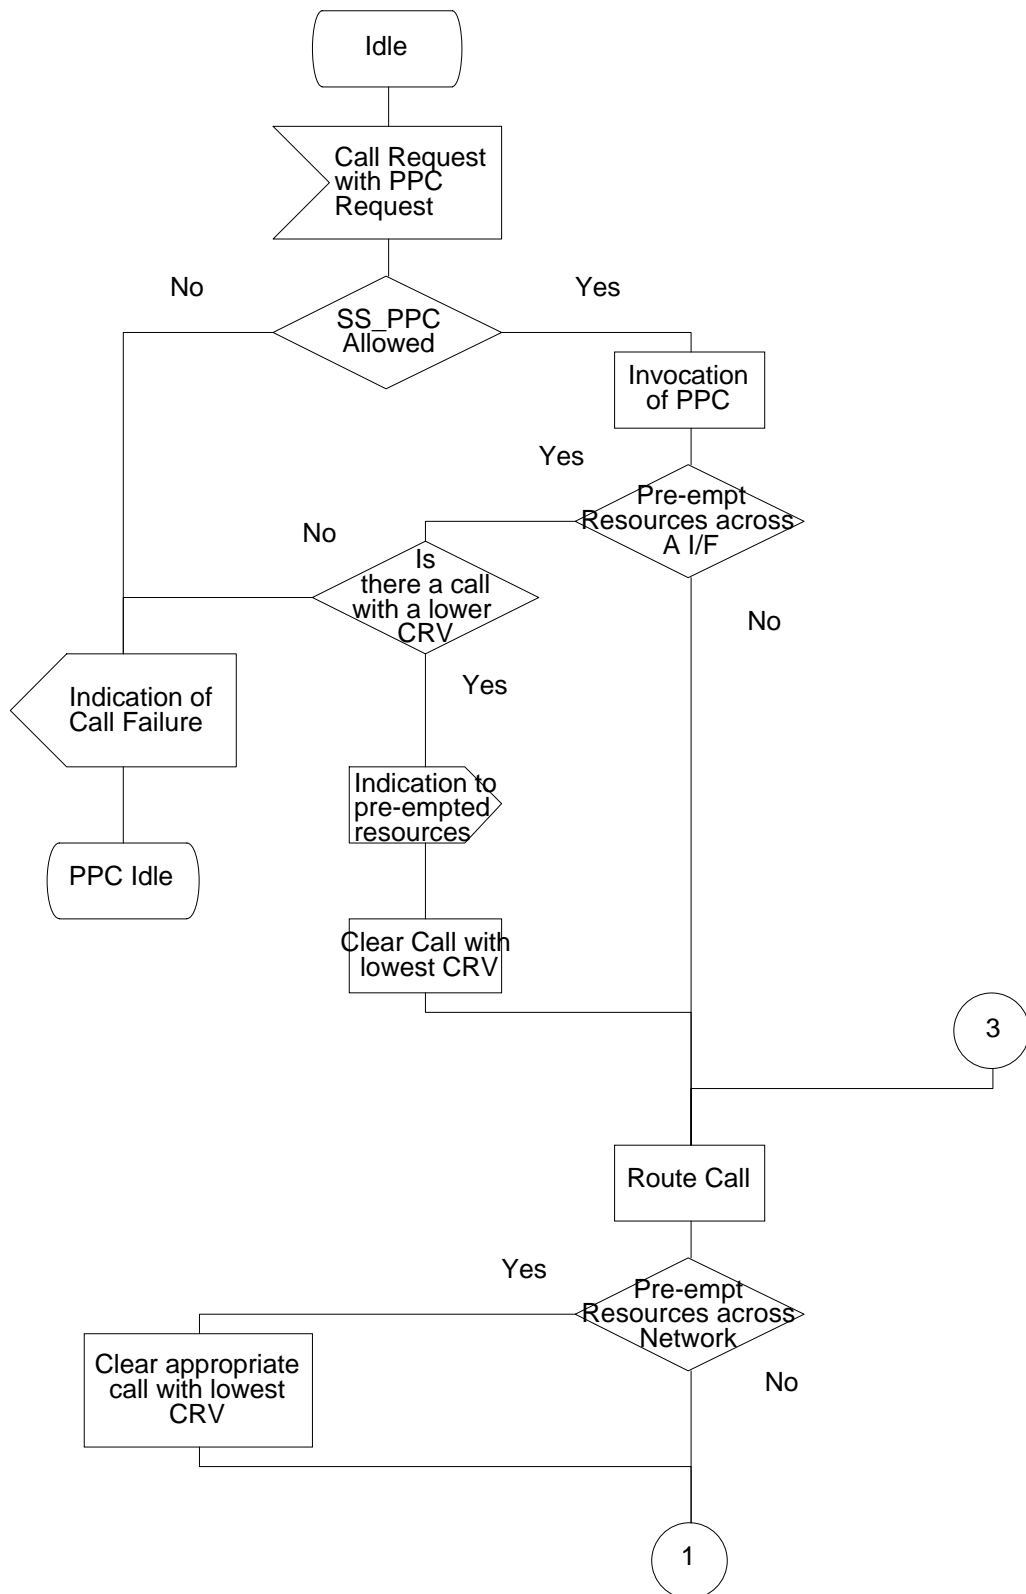 Idle
Call Request
with PPC
Request
No
Yes
SS_PPC
Allowed
Invocation
of PPC
Yes
Pre-empt
Resources across
A I/F
No
Is
there a call
with a lower
CRV
No
Yes
Indication of
Call Failure
Indication to
pre-empted
resources
PPC Idle
Clear Call with
lowest CRV
3
Route Call
Yes
Pre-empt
Resources across
Network
Clear appropriate
call with lowest
CRV
No
1